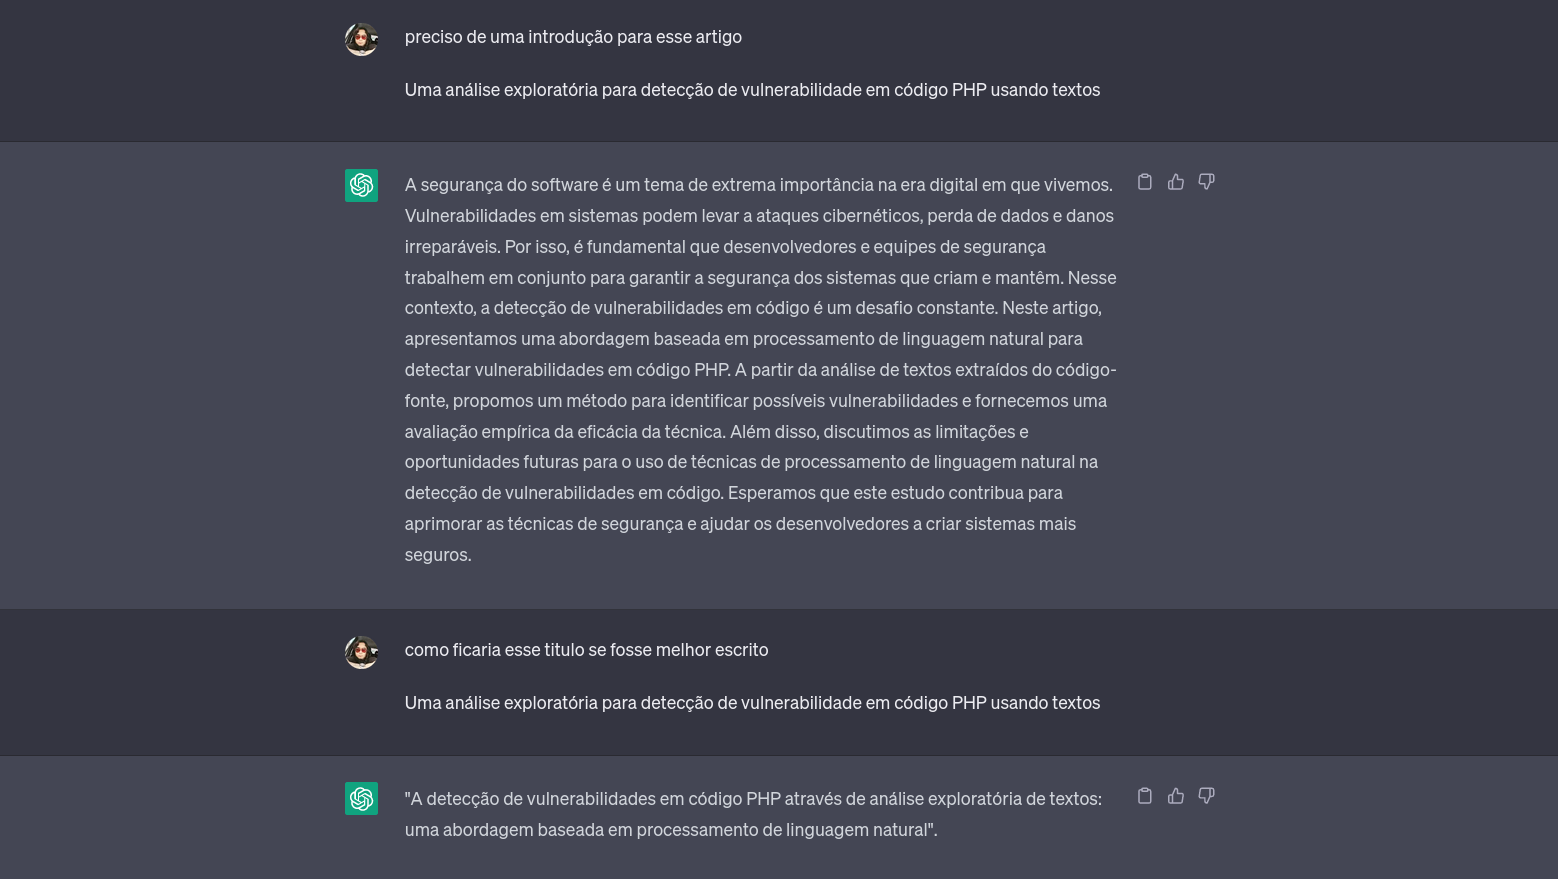 preciso de uma introdução para esse artigo
Uma análise exploratória para detecção de vulnerabilidade em código PHP usando textos
A segurança do software é um tema de extrema importância na era digital em que vivemos.
Vulnerabilidades em sistemas podem levar a ataques cibernéticos, perda de dados e danos
irreparáveis. Por isso, é fundamental que desenvolvedores e equipes de segurança
trabalhem em conjunto para garantir a segurança dos sistemas que criam e mantêm. Nesse
contexto, a detecção de vulnerabilidades em código é um desafio constante. Neste artigo,
apresentamos uma abordagem baseada em processamento de linguagem natural para
detectar vulnerabilidades em código PHP. A partir da análise de textos extraídos do código-
fonte, propomos um método para identificar possíveis vulnerabilidades e fornecemos uma
avaliação empírica da eficácia da técnica. Além disso, discutimos as limitações e
oportunidades futuras para o uso de técnicas de processamento de linguagem natural na
detecção de vulnerabilidades em código. Esperamos que este estudo contribua para
aprimorar as técnicas de segurança e ajudar os desenvolvedores a criar sistemas mais
seguros.
como ficaria esse titulo se fosse melhor escrito
Uma análise exploratória para detecção de vulnerabilidade em código PHP usando textos
"A detecção de vulnerabilidades em código PHP através de análise exploratória de textos:
uma abordagem baseada em processamento de linguagem natural".